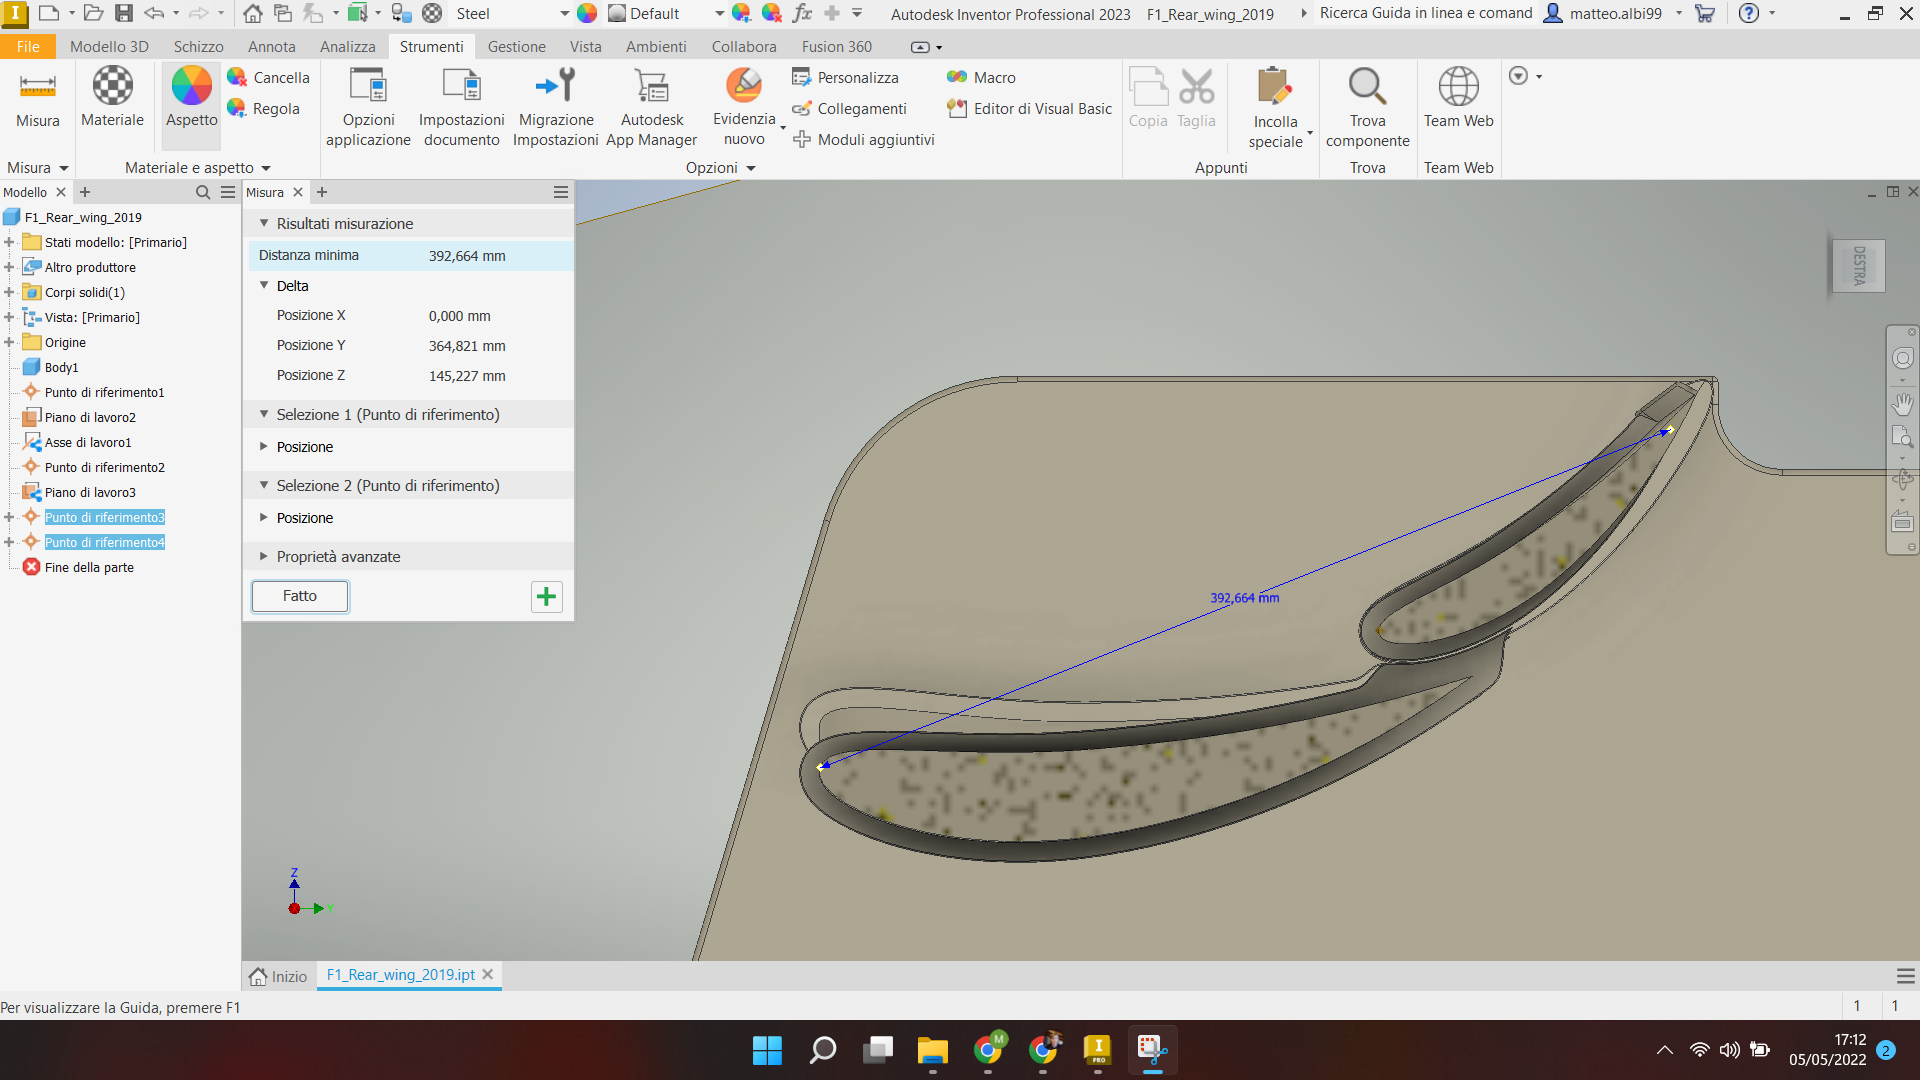 Steel
Default
Autodesk Inventor Professional 2023 F1_Rear_wing_2019
Ricerca Guida in linea e comand
matteo.albi99
File
Modello 3D
Schizzo
Annota
Analizza
Strumenti
Gestione
Vista
Ambienti
Collabora
Fusion 360
Misura
Materiale
Aspetto
Cancella
Regola
Opzioni
applicazione
Impostazioni
documento
Migrazione
Impostazioni
Autodesk
App Manager
Evidenzia
nuovo
Personalizza
Collegamenti
Moduli aggiuntivi
Macro
Editor di Visual Basic
Copia
Taglia
Incolla
speciale
Trova
componente
Team Web
Misura
Materiale e aspetto
Opzioni
Appunti
Trova
Team Web
Modello
F1_Rear_wing_2019
Stati modello: [Primario]
Altro produttore
Corpi solidi(1)
Vista: [Primario]
Origine
Body1
Punto di riferimento1
Piano di lavoro2
Asse di lavoro1
Punto di riferimento2
Piano di lavoro3
Punto di riferimento3
Punto di riferimento4
Fine della parte
Misura
Risultati misurazione
Distanza minima 392,664 mm
Delta
Posizione X 0,000 mm
Posizione Y 364,821 mm
Posizione Z 145,227 mm
Selezione 1 (Punto di riferimento)
Posizione
Selezione 2 (Punto di riferimento)
Posizione
Proprietà avanzate
Fatto
DESTRA
392,664 mm
Z
Y
Inizio
F1_Rear_wing_2019.ipt
Per visualizzare la Guida, premere F1
1 1
M
I
PRO
17:12
05/05/2022
2